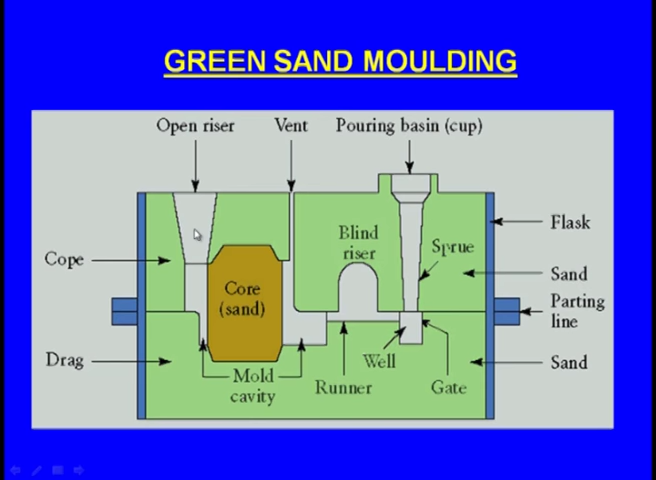 GREEN SAND MOULDING
Open riser
Vent
Pouring basin (cup)
Flask
Blind
riser
Sprue
Cope
Sand
Core
(sand)
Parting
line
Drag
Sand
Well
Mold
cavity
Runner
Gate